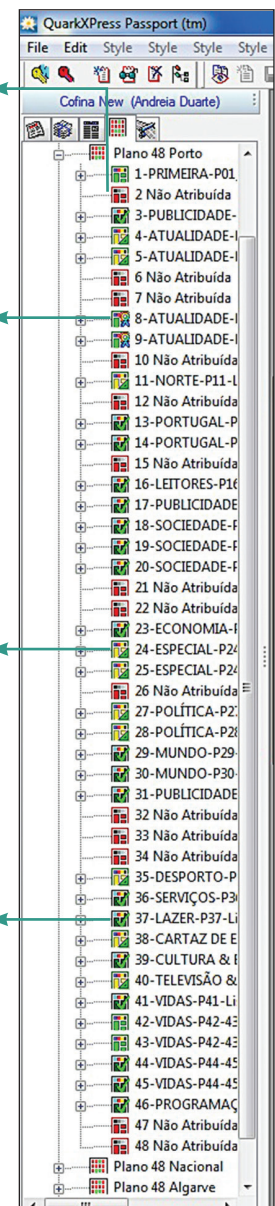 QuarkXPress Passport (tm)
File Edit Style Style Style Style
Cofina New (Andreia Duarte)
Plano 48 Porto
1-PRIMEIRA-P01
2 Não Atribuída
3-PUBLICIDADE-
4-ATUALIDADE-
5-ATUALIDADE-
6 Não Atribuída
7 Não Atribuída
8-ATUALIDADE-
9-ATUALIDADE-
10 Não Atribuída
11-NORTE-P11-L
12 Não Atribuída
13-PORTUGAL-P
14-PORTUGAL-P
15 Não Atribuída
16-LEITORES-P16
17-PUBLICIDADE
18-SOCIEDADE-P
19-SOCIEDADE-P
20-SOCIEDADE-P
21 Não Atribuída
22 Não Atribuída
23-ECONOMIA-P
24-ESPECIAL-P24
25-ESPECIAL-P24
26 Não Atribuída
27-POLÍTICA-P27
28-POLÍTICA-P28
29-MUNDO-P29-
30-MUNDO-P30-
31-PUBLICIDADE
32 Não Atribuída
33 Não Atribuída
34 Não Atribuída
35-DESPORTO-P
36-SERVIÇOS-P36
37-LAZER-P37-Li
38-CARTAZ DE E
39-CULTURA & E
40-TELEVISÃO &
41-VIDAS-P41-Li
42-VIDAS-P42-43
43-VIDAS-P42-43
44-VIDAS-P44-45
45-VIDAS-P44-45
46-PROGRAMAÇ
47 Não Atribuída
48 Não Atribuída
Plano 48 Nacional
Plano 48 Algarve